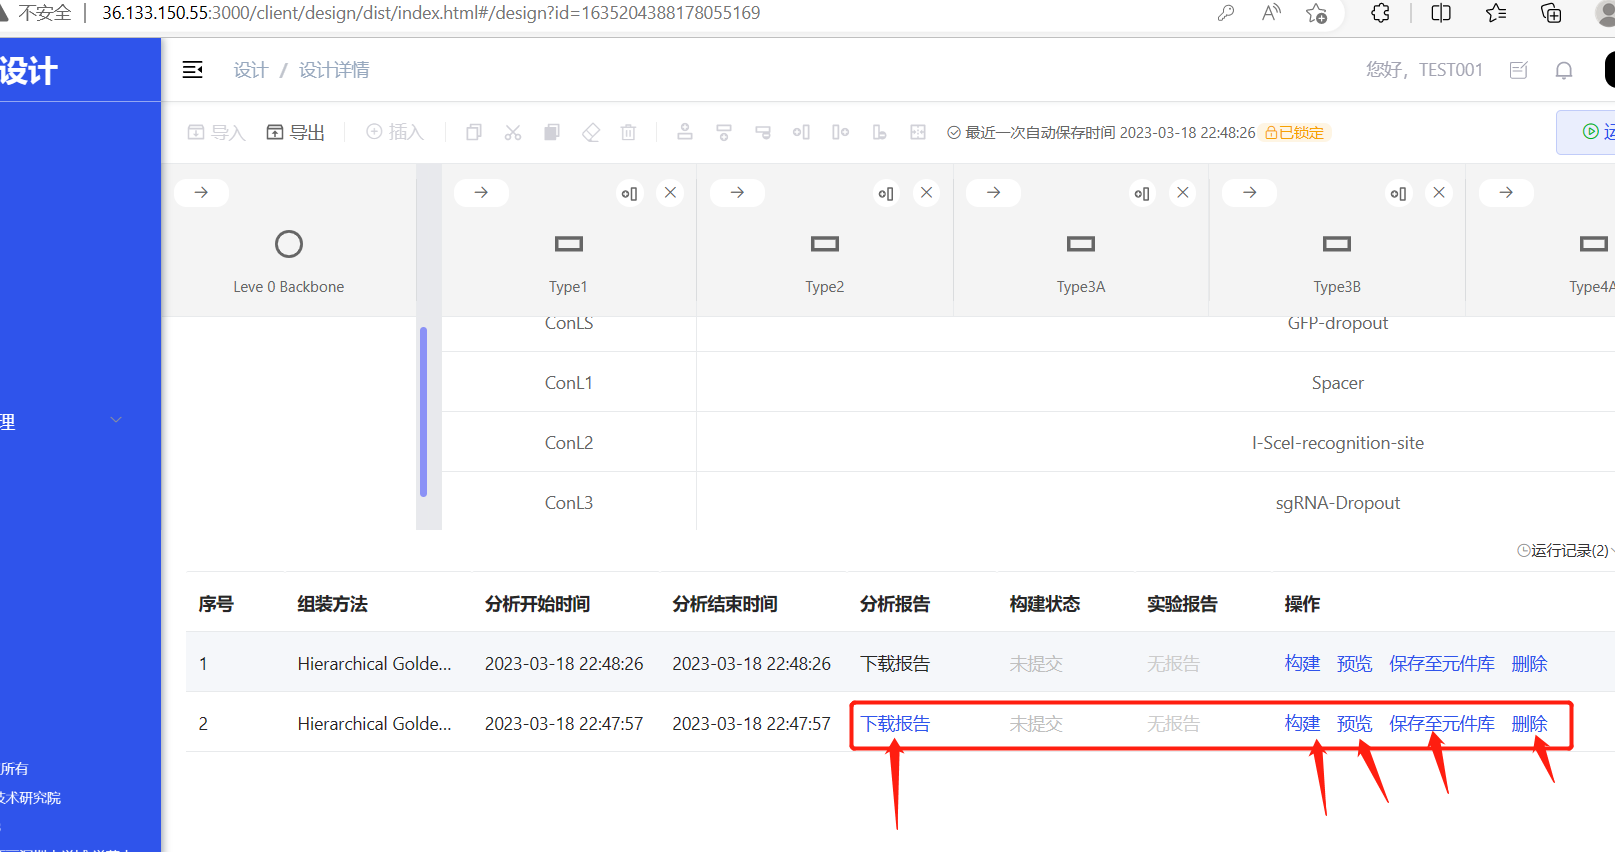 不安全 | 36.133.150.55:3000/client/design/dist/index.html#/design?id=1635204388178055169
设计
设计 / 设计详情
您好，TEST001
导入 导出 插入
最近一次自动保存时间 2023-03-18 22:48:26 已锁定
运
Leve 0 Backbone Type1 Type2 Type3A Type3B Type4A
ConLS GFP-dropout
理
ConL1 Spacer
ConL2 I-SceI-recognition-site
ConL3 sgRNA-Dropout
运行记录(2)
序号 组装方法 分析开始时间 分析结束时间 分析报告 构建状态 实验报告 操作
1 Hierarchical Golde... 2023-03-18 22:48:26 2023-03-18 22:48:26 下载报告 未提交 无报告 构建 预览 保存至元件库 删除
2 Hierarchical Golde... 2023-03-18 22:47:57 2023-03-18 22:47:57 下载报告 未提交 无报告 构建 预览 保存至元件库 删除
所有
技术研究院